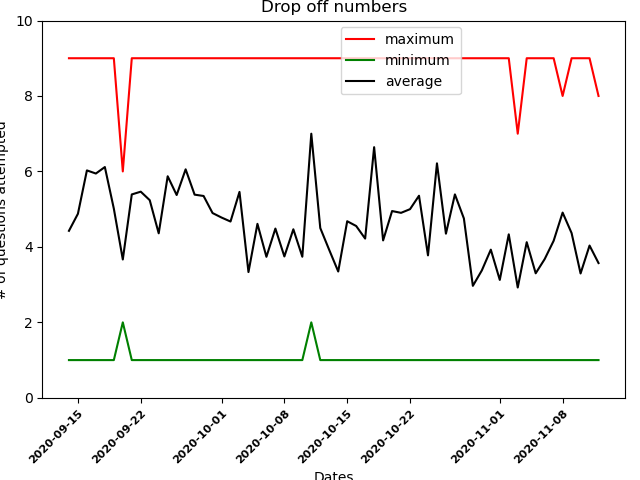 Drop off numbers
maximum
minimum
average
10
8
6
4
2
0
# of questions attempted
2020-09-15
2020-09-22
2020-10-01
2020-10-08
2020-10-15
2020-10-22
2020-11-01
2020-11-08
Dates